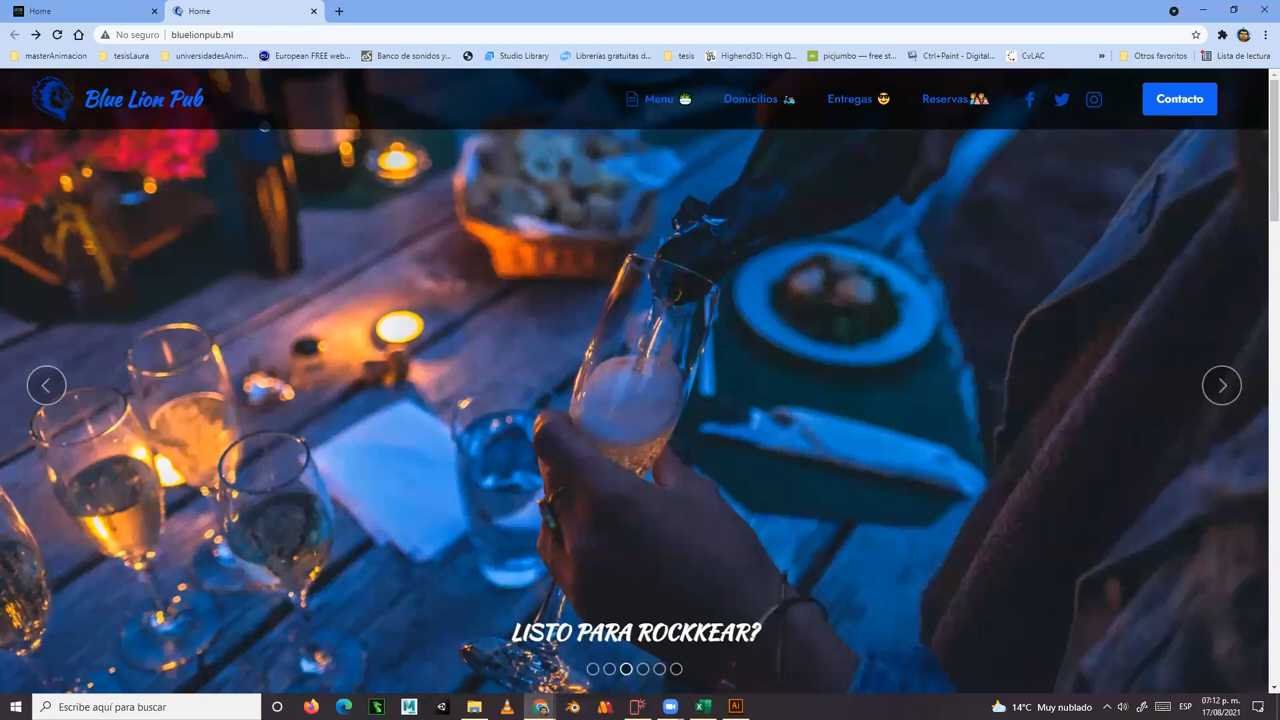 Home
Home
No seguro
bluelionpub.ml
masterAnimacion
tesisLaura
universidadesAnim...
European FREE web...
Banco de sonidos y...
Studio Library
Librerías gratuitas d...
tesis
Highend3D: High Q...
picjumbo — free st...
Ctrl+Paint - Digital...
CvLAC
»
Otros favoritos
Lista de lectura
Blue Lion Pub
Menu
Domicilios
Entregas
Reservas
Contacto
LISTO PARA ROCKKEAR?
Escribe aquí para buscar
14°C Muy nublado
ESP
07:12 p. m.
17/08/2021